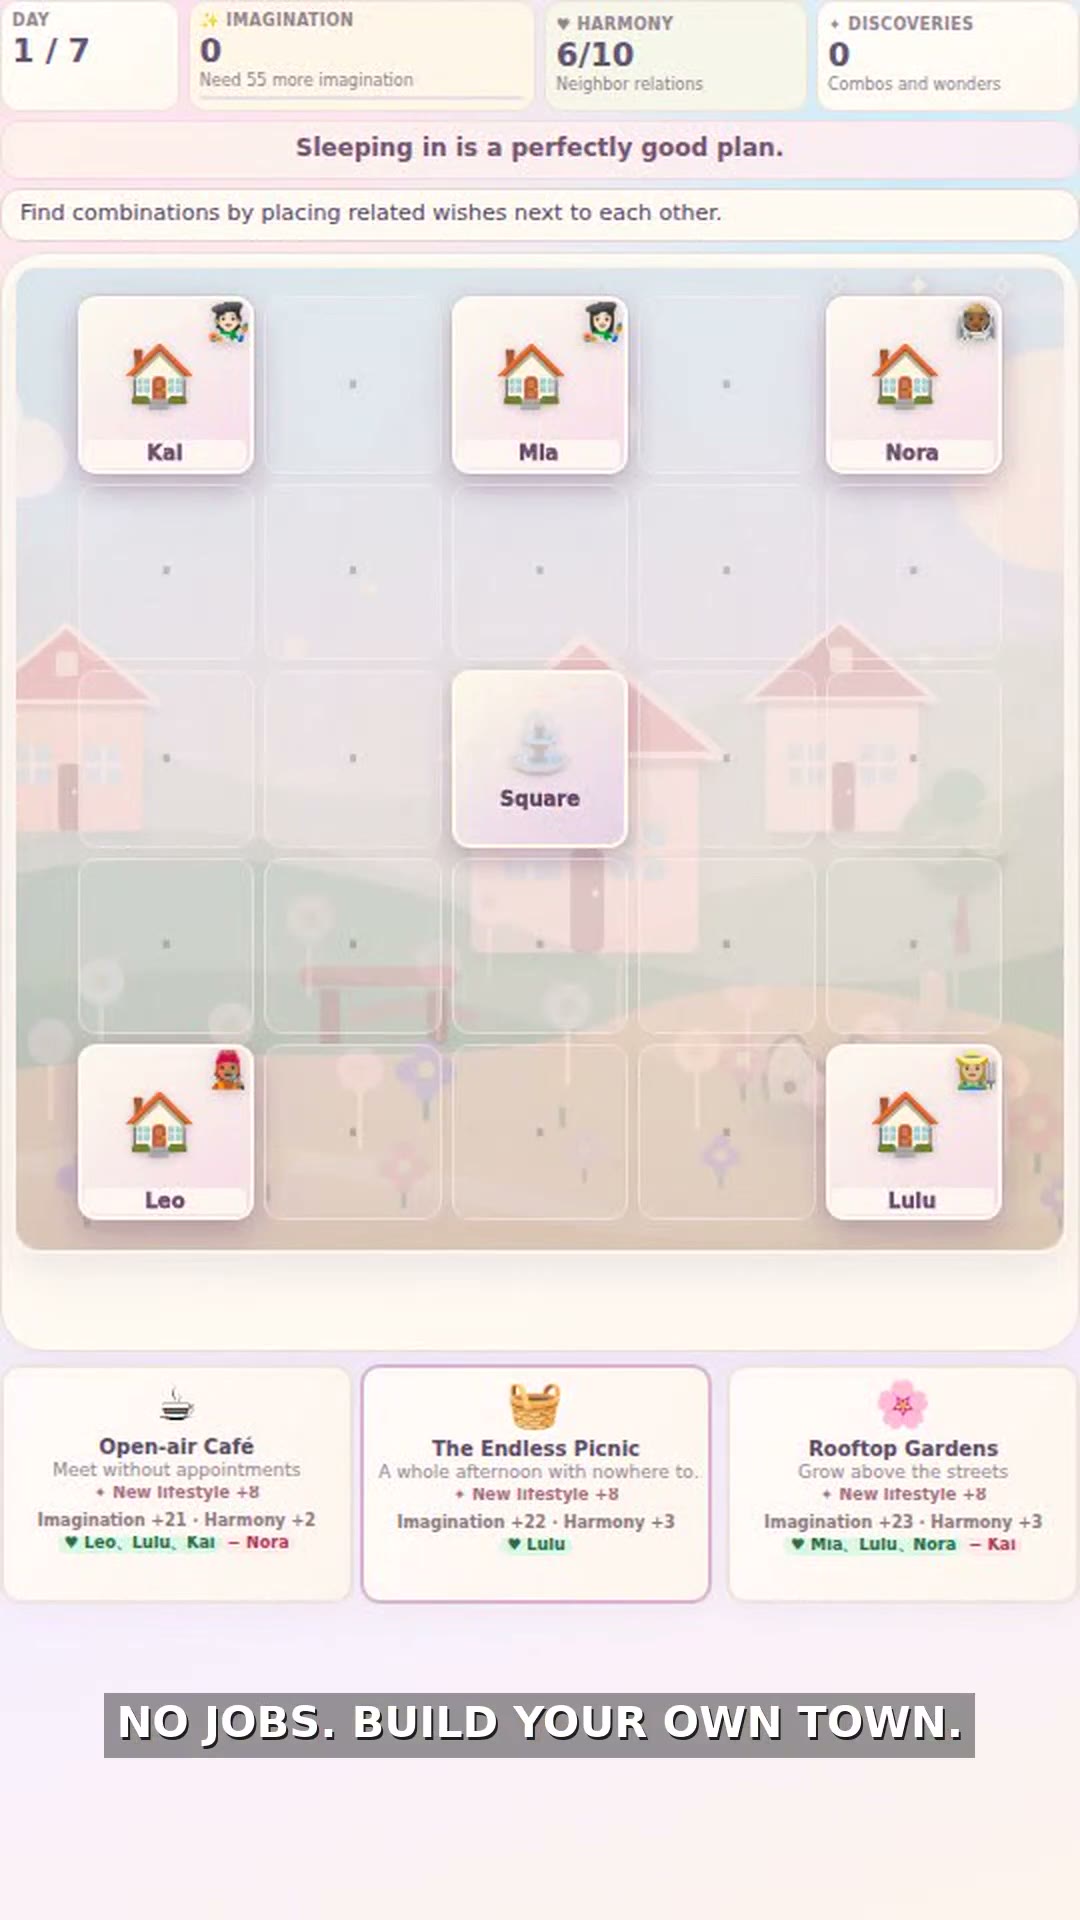 DAY
1 / 7
✨ IMAGINATION
0
Need 55 more imagination
♥ HARMONY
6/10
Neighbor relations
✦ DISCOVERIES
0
Combos and wonders
Sleeping in is a perfectly good plan.
Find combinations by placing related wishes next to each other.
Kai
Mia
Nora
Square
Leo
Lulu
Open-air Café
Meet without appointments
✦ New lifestyle +8
Imagination +21 · Harmony +2
♥ Leo、Lulu、Kai − Nora
The Endless Picnic
A whole afternoon with nowhere to…
✦ New lifestyle +8
Imagination +22 · Harmony +3
♥ Lulu
Rooftop Gardens
Grow above the streets
✦ New lifestyle +8
Imagination +23 · Harmony +3
♥ Mia、Lulu、Nora − Kai
NO JOBS. BUILD YOUR OWN TOWN.